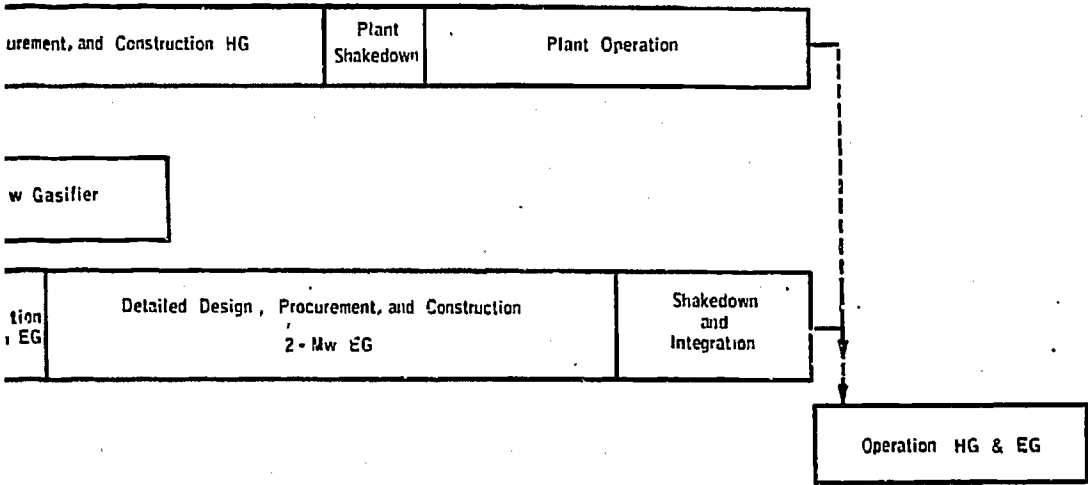 urement, and Construction HG
Plant
Shakedown
Plant Operation
w Gasifier
tion
, EG
Detailed Design, Procurement, and Construction
2-Mw EG
Shakedown
and
Integration
Operation HG & EG